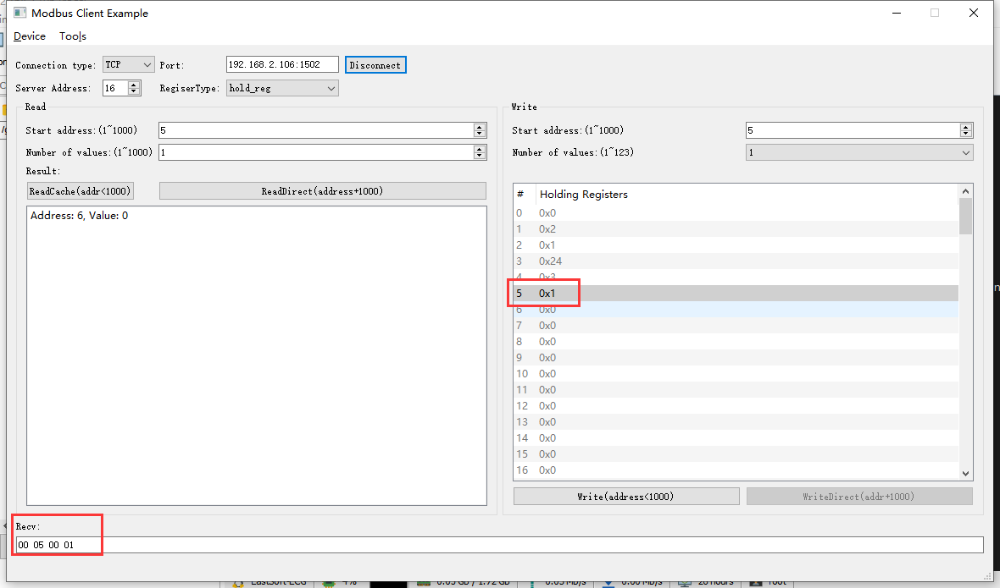 Modbus Client Example
Device Tools
Connection type: TCP Port: 192.168.2.106:1502 Disconnect
Server Address: 16 RegiserType: hold_reg
Read
Start address:(1~1000) 5
Number of values:(1~1000) 1
Result:
ReadCache(addr<1000) ReadDirect(address+1000)
Address: 6, Value: 0
Write
Start address:(1~1000) 5
Number of values:(1~123) 1
# Holding Registers
0 0x0
1 0x2
2 0x1
3 0x24
4 0x3
5 0x1
6 0x0
7 0x0
8 0x0
9 0x0
10 0x0
11 0x0
12 0x0
13 0x0
14 0x0
15 0x0
16 0x0
Write(address<1000) WriteDirect(addr+1000)
Recv:
00 05 00 01